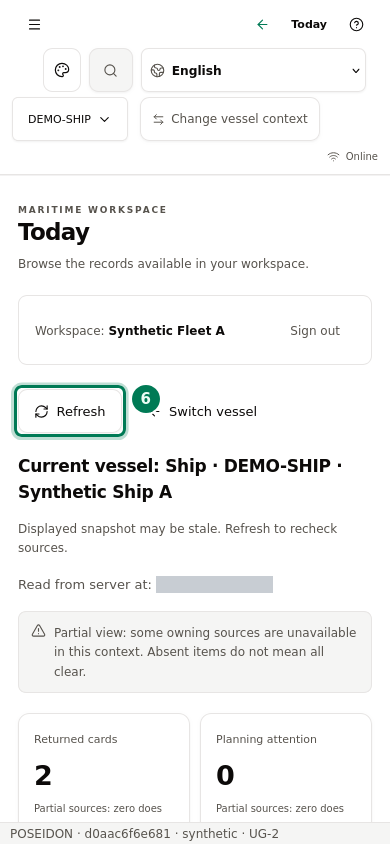 Today
English
DEMO-SHIP
Change vessel context
Online
MARITIME WORKSPACE
Today
Browse the records available in your workspace.
Workspace: Synthetic Fleet A
Sign out
Refresh
6
Switch vessel
Current vessel: Ship · DEMO-SHIP ·
Synthetic Ship A
Displayed snapshot may be stale. Refresh to recheck
sources.
Read from server at:
Partial view: some owning sources are unavailable
in this context. Absent items do not mean all
clear.
Returned cards
Planning attention
2
0
Partial sources: zero does
Partial sources: zero does
POSEIDON · d0aac6f6e681 · synthetic · UG-2